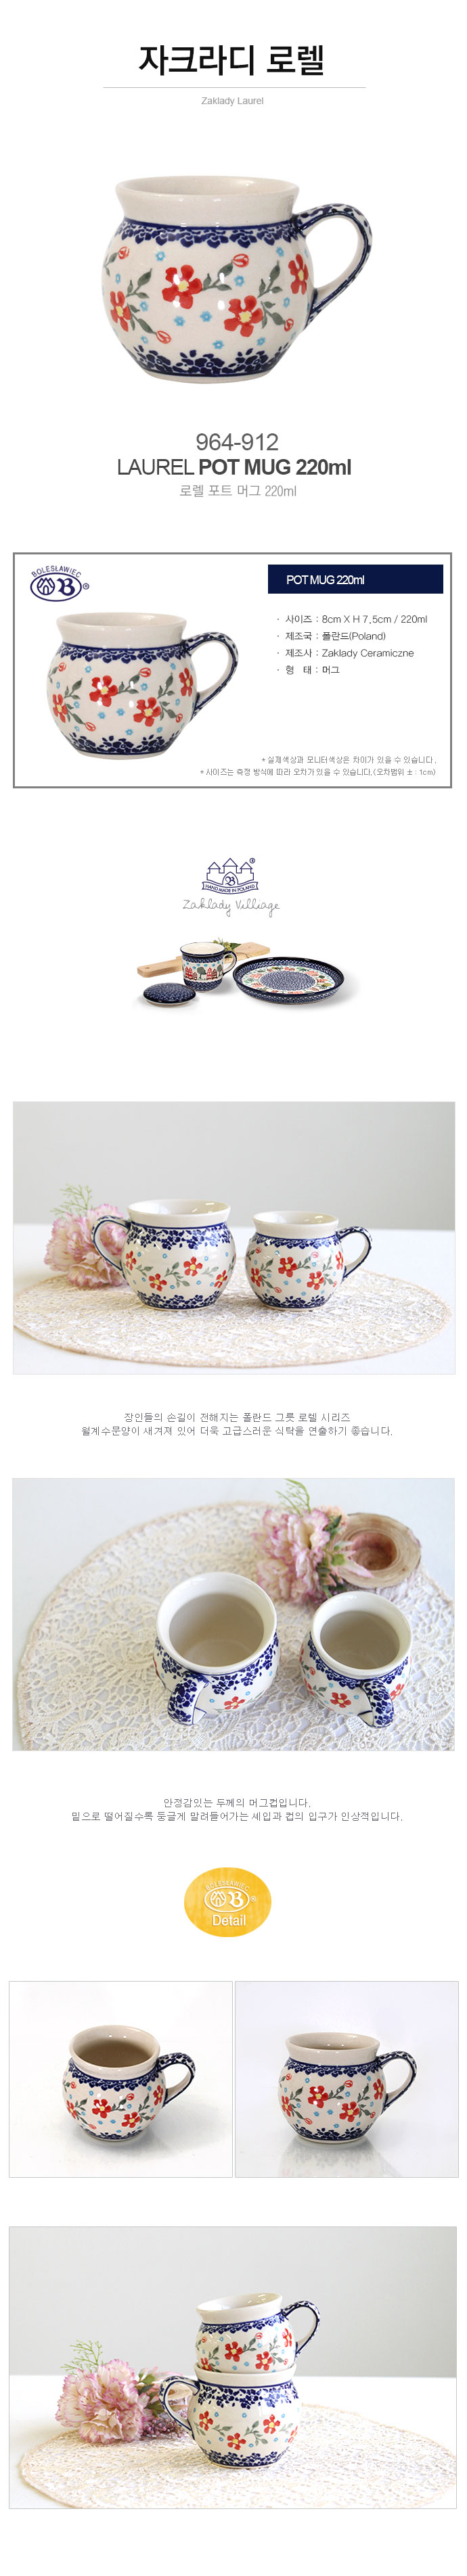 자크라디 로렐
Zaklady Laurel
964-912
LAUREL POT MUG 220ml
로렐 포트 머그 220ml
BOLESŁAWIEC
B®
POT MUG 220ml
· 사이즈 : 8cm X H 7.5cm / 220ml
· 제조국 : 폴란드(Poland)
· 제조사 : Zaklady Ceramiczne
· 형 태 : 머그
*실제색상과 모니터색상은 차이가 있을 수 있습니다.
*사이즈는 측정 방식에 따라 오차가 있을 수 있습니다.(오차범위 ± : 1cm)
HAND MADE IN POLAND
Zaklady Villiage
장인들의 손길이 전해지는 폴란드 그릇 로렐 시리즈
월계수문양이 새겨져 있어 더욱 고급스러운 식탁을 연출하기 좋습니다.
안정감있는 두께의 머그컵입니다.
밑으로 떨어질수록 둥글게 말려들어가는 셰입과 컵의 입구가 인상적입니다.
BOLESŁAWIEC
B®
Detail